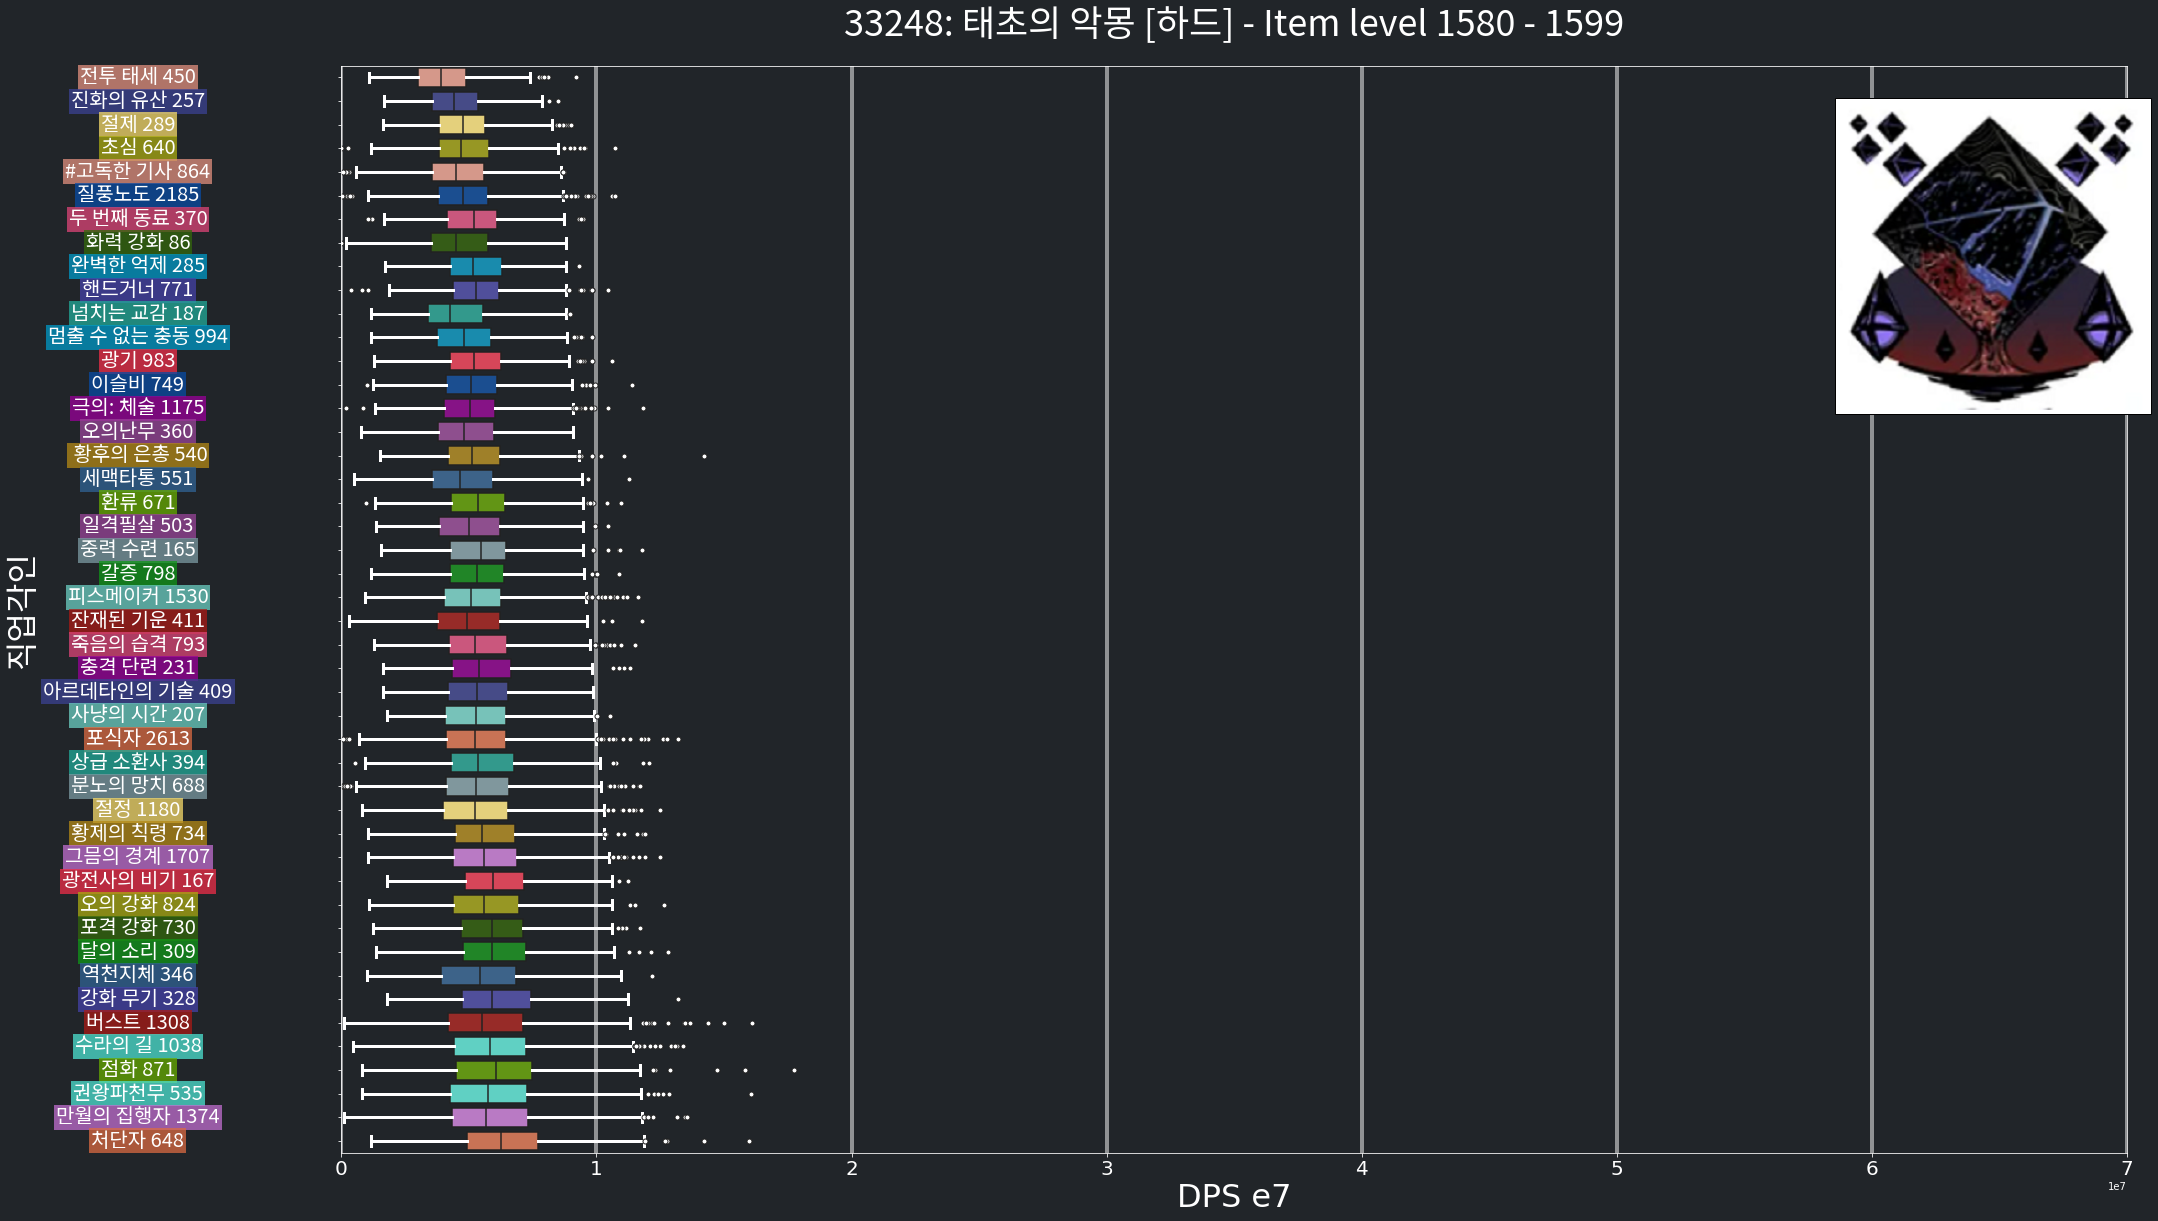 33248: 태초의 악몽 [하드] - Item level 1580 - 1599
전투 태세 450
진화의 유산 257
절제 289
초심 640
#고독한 기사 864
질풍노도 2185
두 번째 동료 370
화력 강화 86
완벽한 억제 285
핸드거너 771
넘치는 교감 187
멈출 수 없는 충동 994
광기 983
이슬비 749
극의: 체술 1175
오의난무 360
황후의 은총 540
세맥타통 551
환류 671
일격필살 503
중력 수련 165
갈증 798
피스메이커 1530
잔재된 기운 411
죽음의 습격 793
충격 단련 231
아르데타인의 기술 409
사냥의 시간 207
포식자 2613
상급 소환사 394
분노의 망치 688
절정 1180
황제의 칙령 734
그믐의 경계 1707
광전사의 비기 167
오의 강화 824
포격 강화 730
달의 소리 309
역천지체 346
강화 무기 328
버스트 1308
수라의 길 1038
점화 871
권왕파천무 535
만월의 집행자 1374
처단자 648
직업각인
0 1 2 3 4 5 6 7
1e7
DPS e7